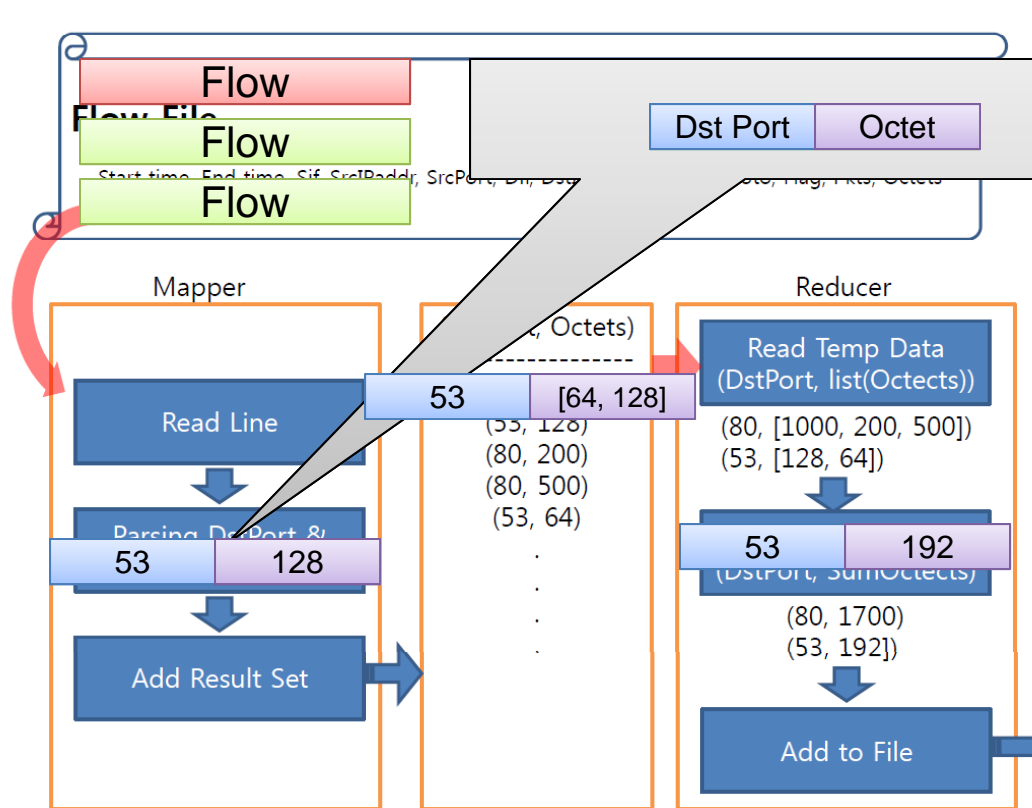 Flow
Flow File
Flow
Start time, End time, Sif, SrcIPaddr, SrcPort, Dif, Flag, Pkts, Octets
Flow
Dst Port Octet
Mapper
Read Line
Parsing DstPort &
53 128
Add Result Set
Octets)
53 [64, 128]
(53, 128)
(80, 200)
(80, 500)
(53, 64)
.
.
.
.
Reducer
Read Temp Data
(DstPort, list(Octects))
(80, [1000, 200, 500])
(53, [128, 64])
53 192
(DstPort, SumOctects)
(80, 1700)
(53, 192])
Add to File